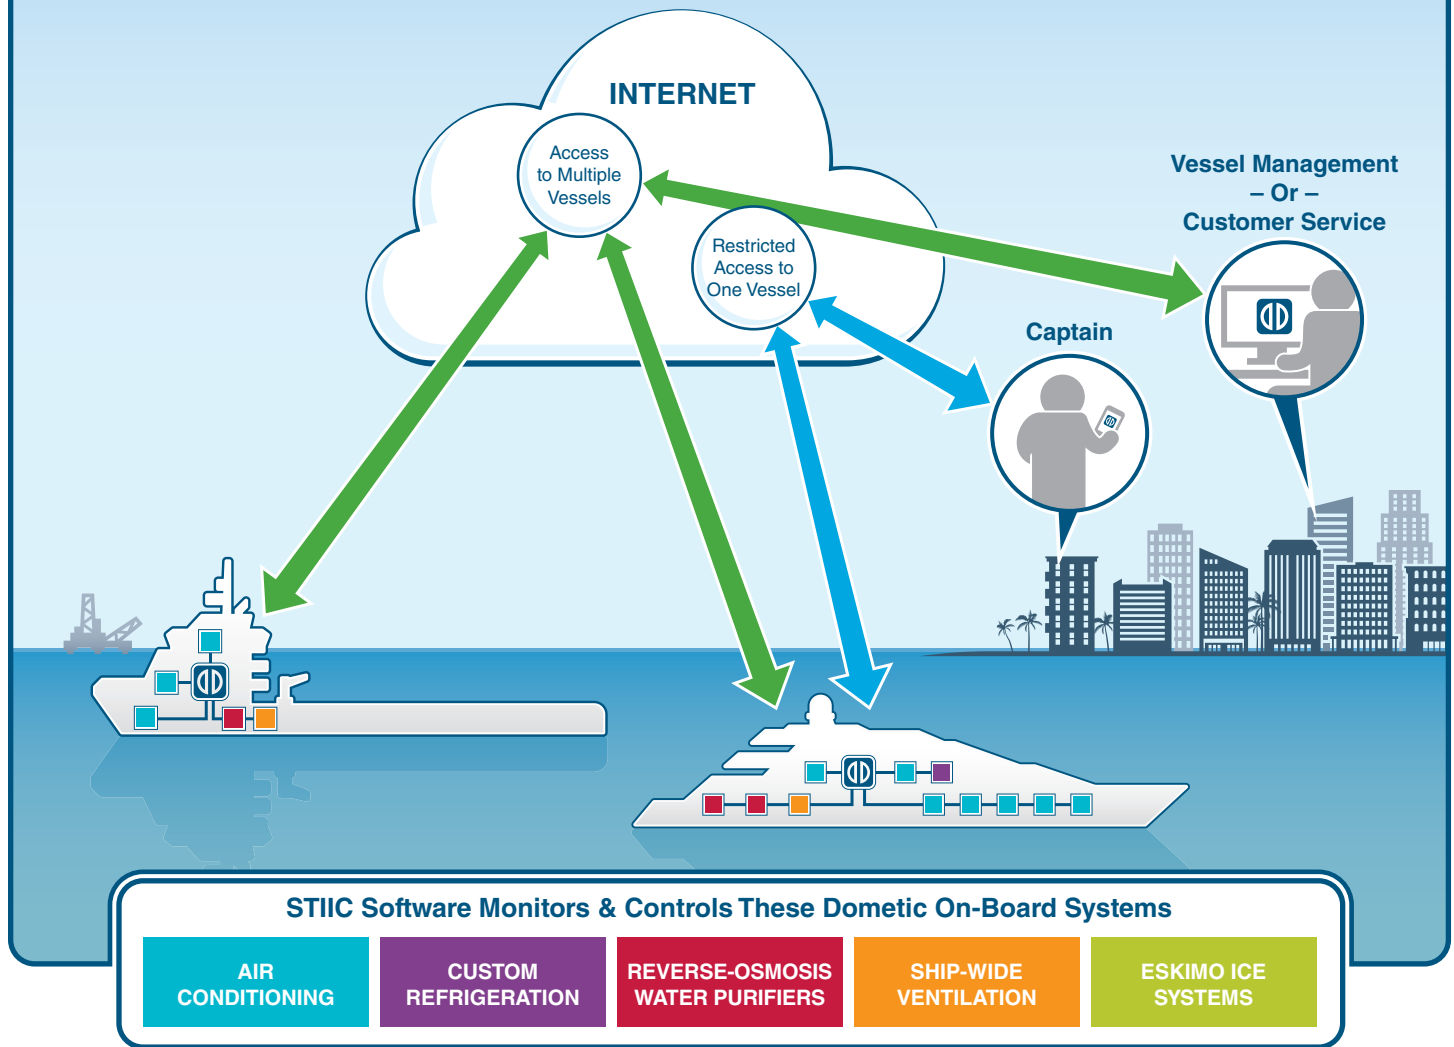 INTERNET
Access
to Multiple
Vessels
Restricted
Access to
One Vessel
Vessel Management
– Or –
Customer Service
Captain
STIIC Software Monitors & Controls These Dometic On-Board Systems
AIR
CONDITIONING
CUSTOM
REFRIGERATION
REVERSE-OSMOSIS
WATER PURIFIERS
SHIP-WIDE
VENTILATION
ESKIMO ICE
SYSTEMS